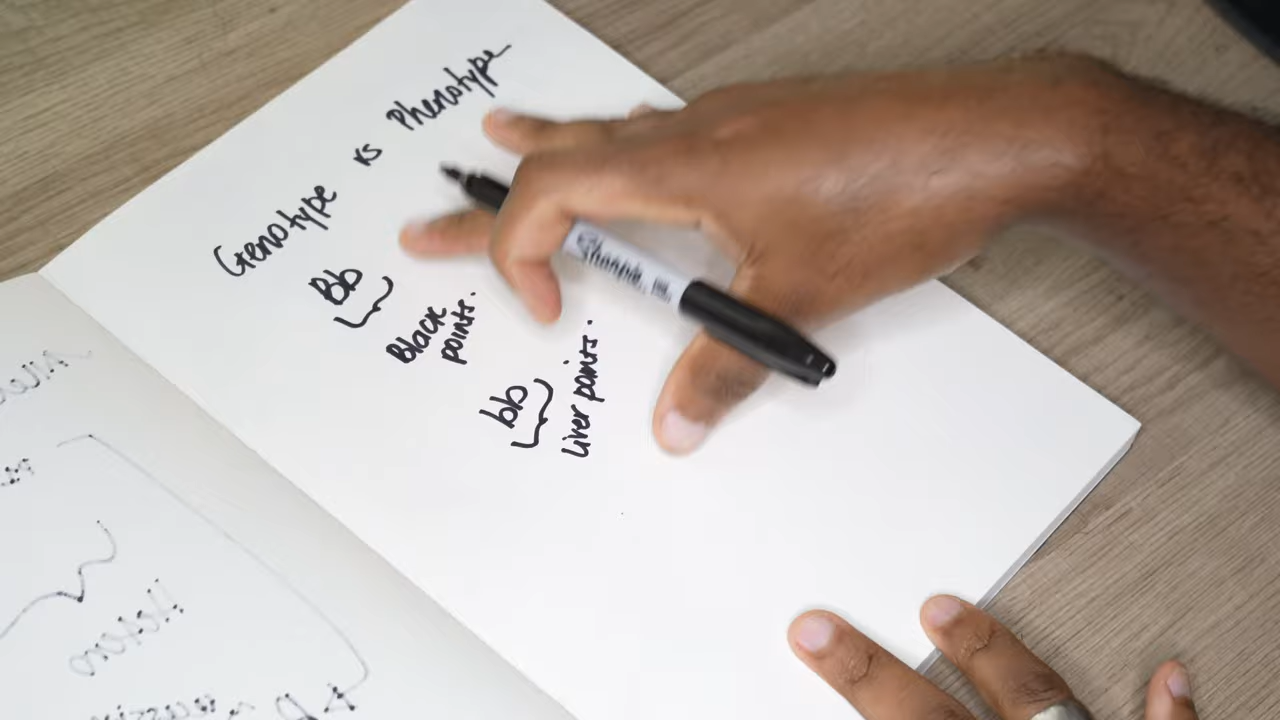 Genotype vs Phenotype
Bb
Black
points.
bb
Liver points.
Sharpie